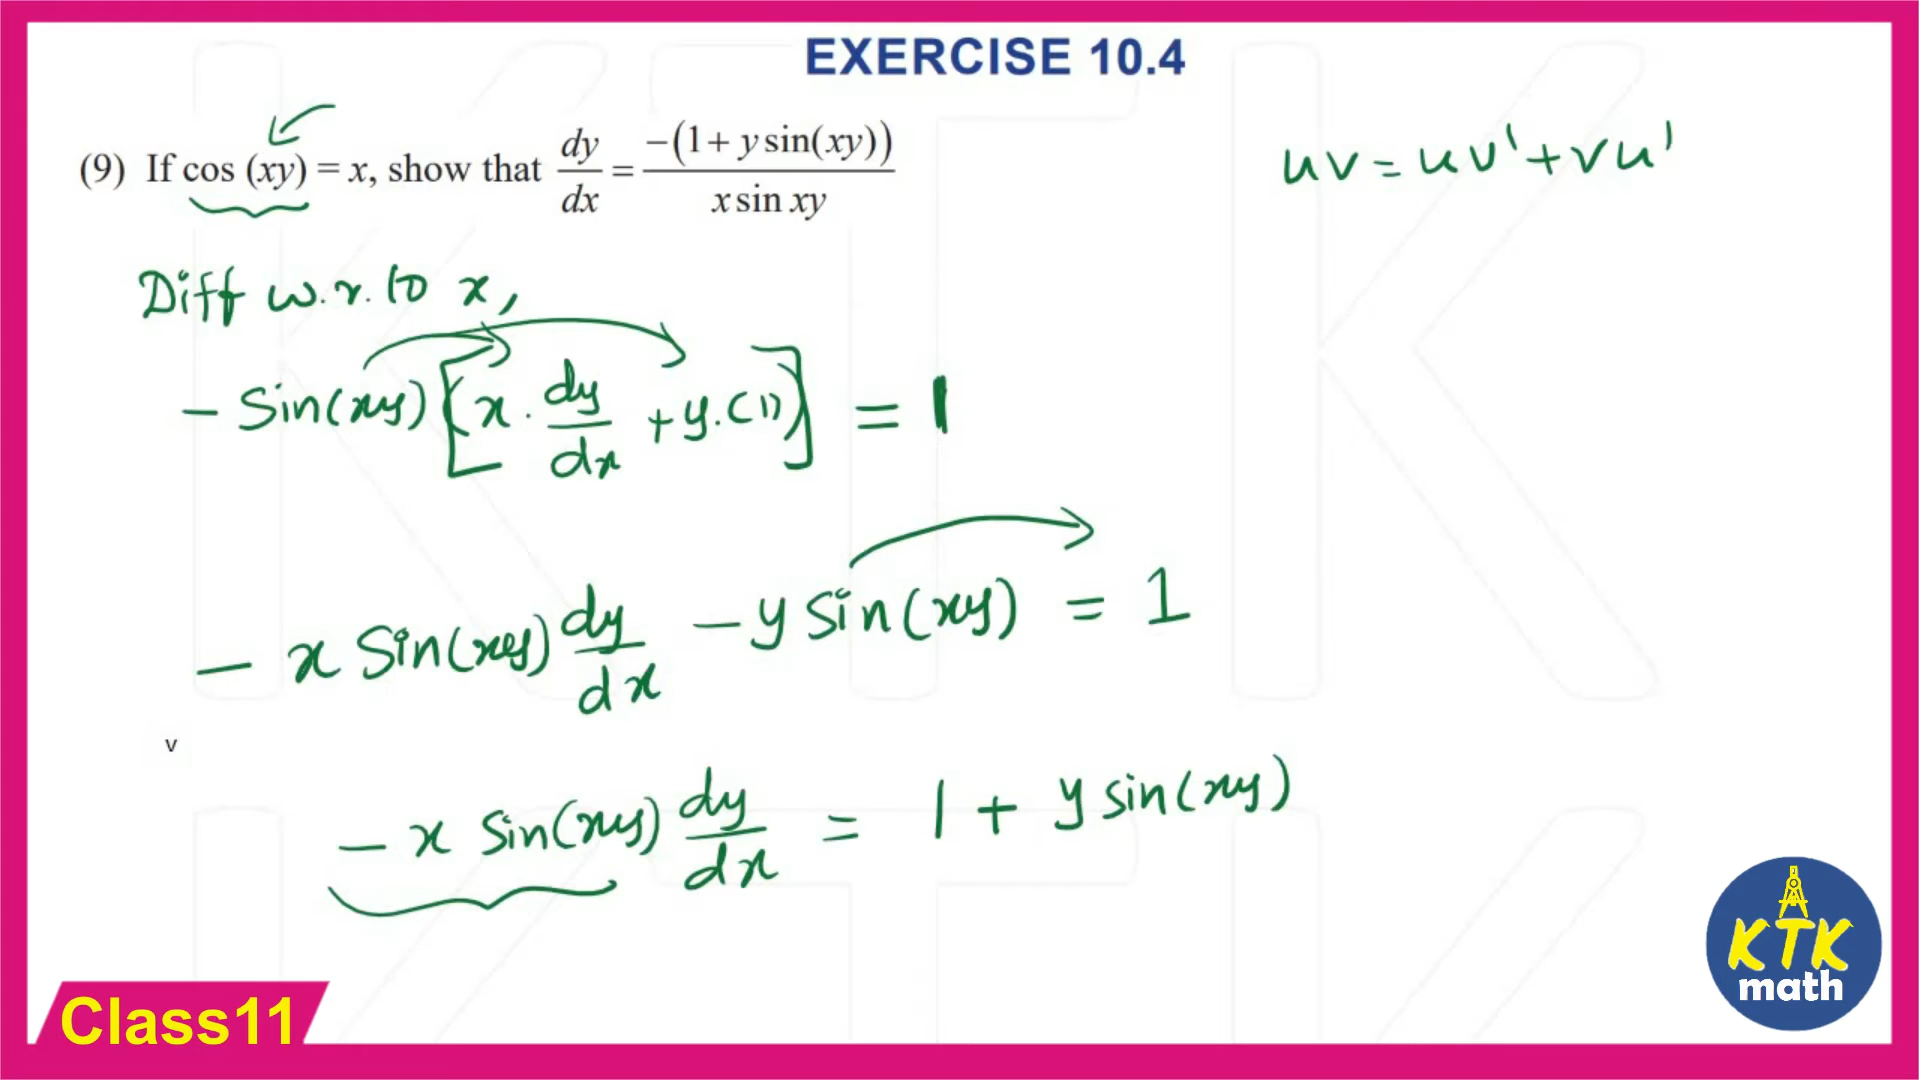 EXERCISE 10.4
(9) If cos (xy) = x, show that dy/dx = -(1+ y sin(xy)) / x sin xy
uv = uv' + vu'
Diff w.r. to x,
- Sin(xy) [x . dy/dx + y.(1)] = 1
- x Sin(xy) dy/dx - y Sin(xy) = 1
v
- x Sin(xy) dy/dx = 1 + y sin(xy)
KTK
math
Class11